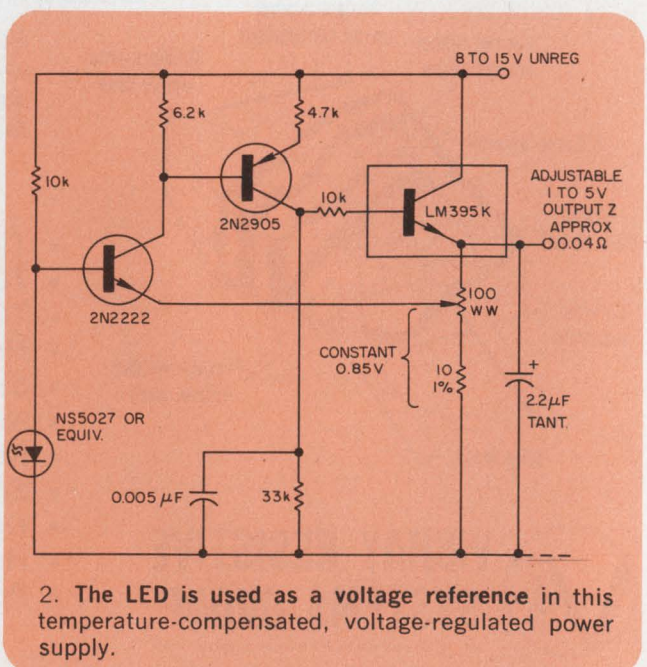 8 TO 15 V UNREG
6.2k
4.7k
10k
2N2905
10k
LM395K
ADJUSTABLE
1 TO 5V
OUTPUT Z
APPROX
0.04Ω
2N2222
100
WW
CONSTANT
0.85V
10
1%
+
2.2μF
TANT.
NS5027 OR
EQUIV.
0.005 μF
33k
2. The LED is used as a voltage reference in this
temperature-compensated, voltage-regulated power
supply.